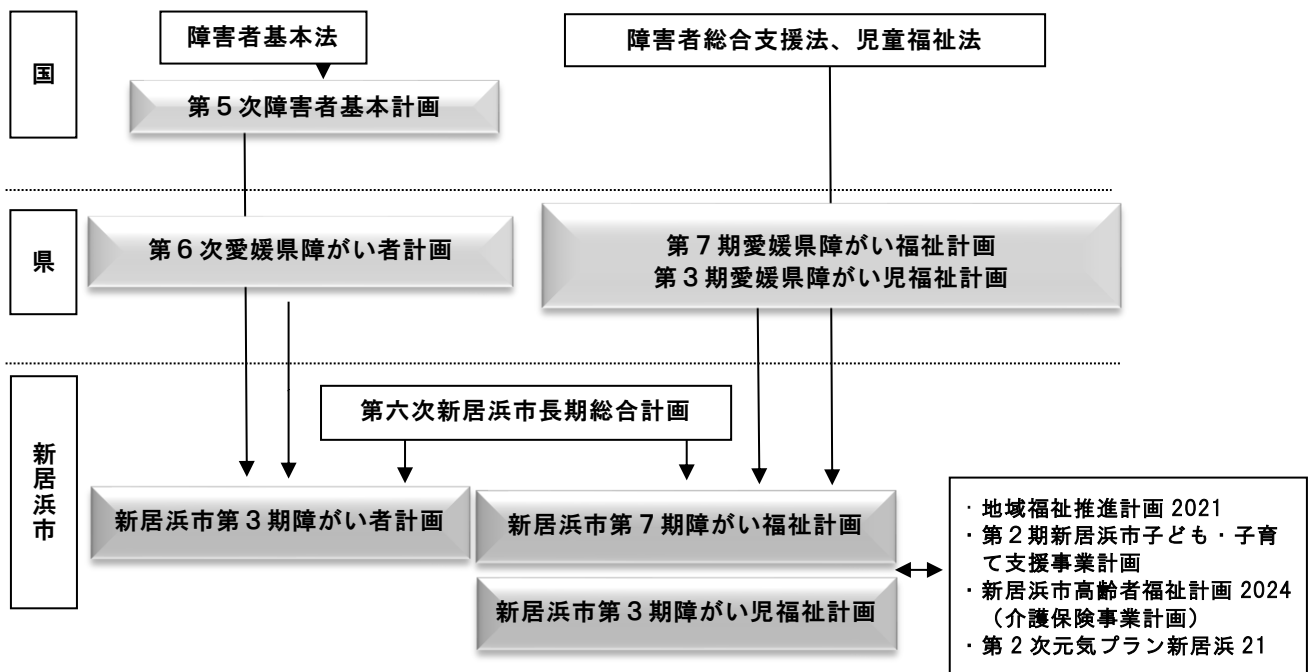 国
障害者基本法
障害者総合支援法、児童福祉法
第5次障害者基本計画
県
第6次愛媛県障がい者計画
第7期愛媛県障がい福祉計画
第3期愛媛県障がい児福祉計画
新居浜市
第六次新居浜市長期総合計画
新居浜市第3期障がい者計画
新居浜市第7期障がい福祉計画
新居浜市第3期障がい児福祉計画
・地域福祉推進計画 2021
・第2期新居浜市子ども・子育
て支援事業計画
・新居浜市高齢者福祉計画 2024
（介護保険事業計画）
・第2次元気プラン新居浜 21